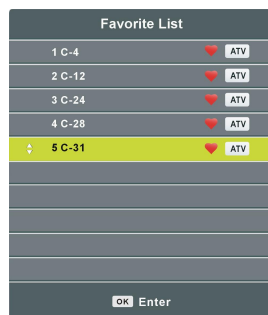 Favorite List
1 C-4 ATV
2 C-12 ATV
3 C-24 ATV
4 C-28 ATV
5 C-31 ATV
OK Enter